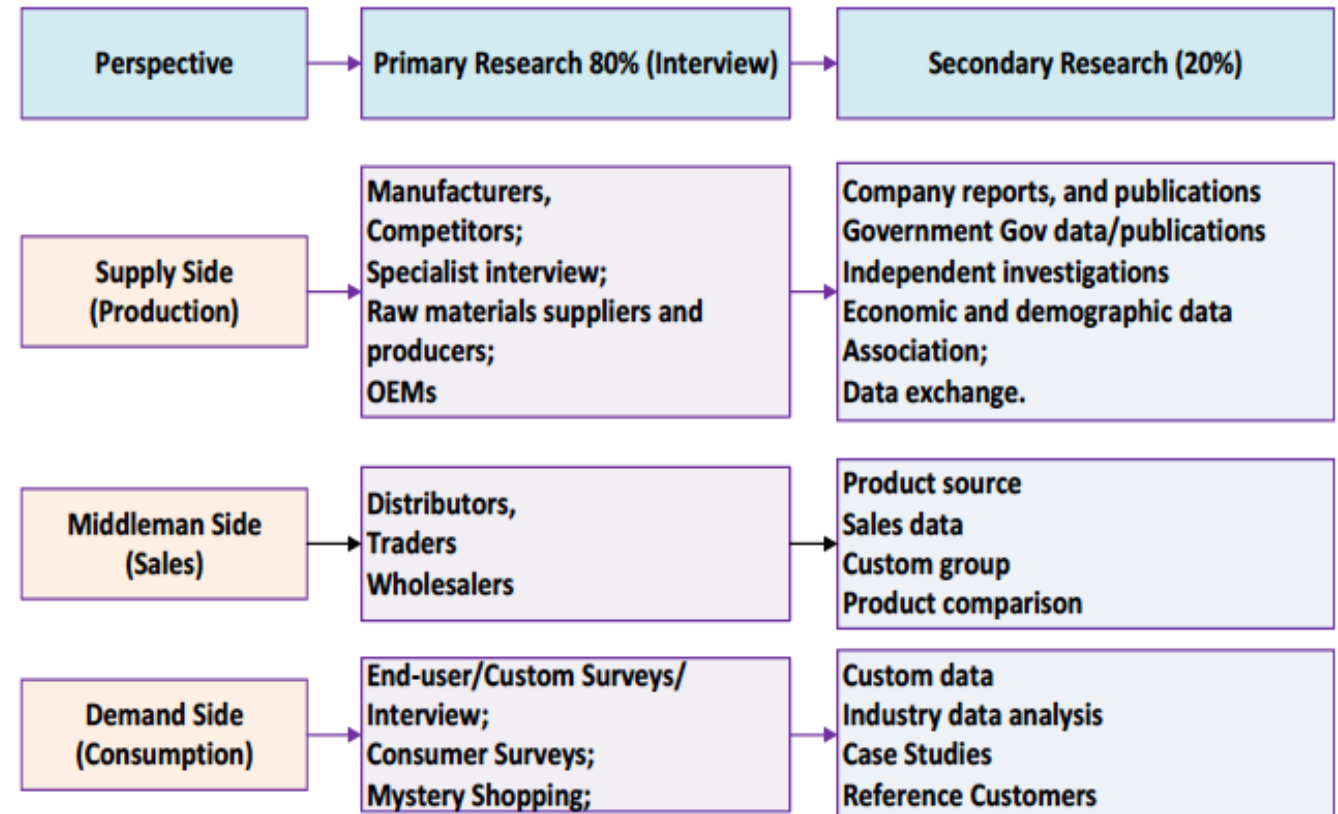 Perspective
Primary Research 80% (Interview)
Secondary Research (20%)
Supply Side
(Production)
Manufacturers,
Competitors;
Specialist interview;
Raw materials suppliers and
producers;
OEMs
Company reports, and publications
Government Gov data/publications
Independent investigations
Economic and demographic data
Association;
Data exchange.
Middleman Side
(Sales)
Distributors,
Traders
Wholesalers
Product source
Sales data
Custom group
Product comparison
Demand Side
(Consumption)
End-user/Custom Surveys/
Interview;
Consumer Surveys;
Mystery Shopping;
Custom data
Industry data analysis
Case Studies
Reference Customers